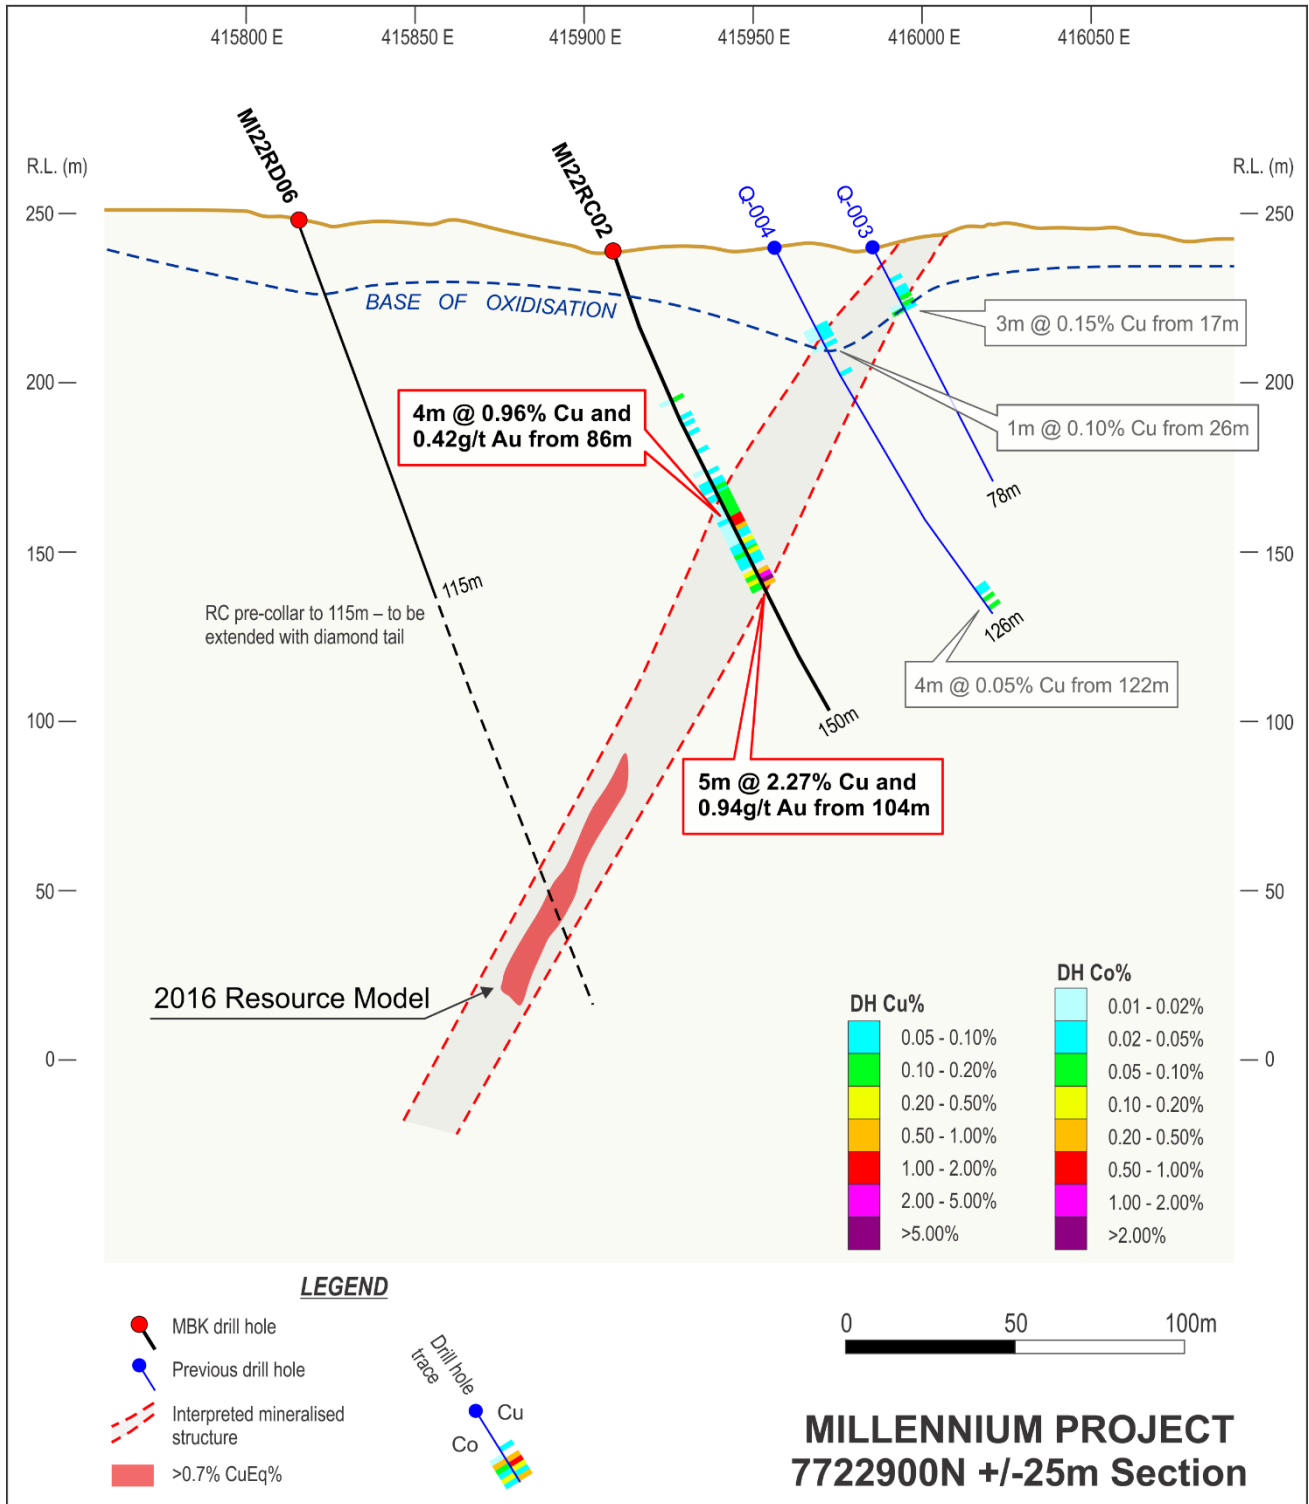 415800 E
415850 E
415900 E
415950 E
416000 E
416050 E
R.L. (m)
R.L. (m)
MI22RD06
MI22RC02
Q-004
Q-003
250
250
BASE OF OXIDISATION
3m @ 0.15% Cu from 17m
200
200
4m @ 0.96% Cu and
0.42g/t Au from 86m
1m @ 0.10% Cu from 26m
78m
150
150
115m
RC pre-collar to 115m – to be
extended with diamond tail
126m
4m @ 0.05% Cu from 122m
100
100
150m
5m @ 2.27% Cu and
0.94g/t Au from 104m
50
50
2016 Resource Model
0
0
DH Cu%
0.05 - 0.10%
0.10 - 0.20%
0.20 - 0.50%
0.50 - 1.00%
1.00 - 2.00%
2.00 - 5.00%
>5.00%
DH Co%
0.01 - 0.02%
0.02 - 0.05%
0.05 - 0.10%
0.10 - 0.20%
0.20 - 0.50%
0.50 - 1.00%
1.00 - 2.00%
>2.00%
LEGEND
MBK drill hole
Previous drill hole
Interpreted mineralised
structure
>0.7% CuEq%
Drill hole
trace
Cu
Co
0
50
100m
MILLENNIUM PROJECT
7722900N +/-25m Section